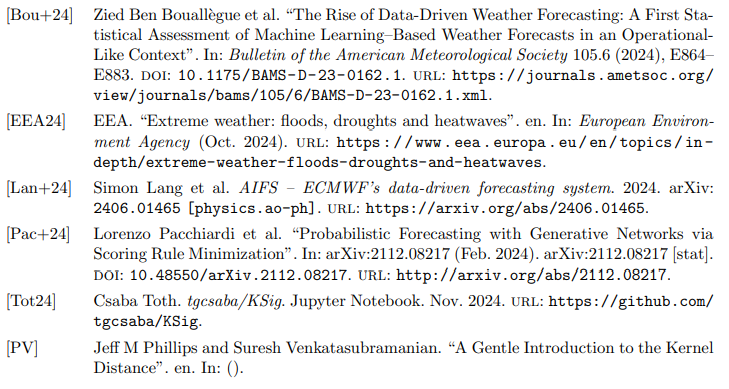 [Bou+24] Zied Ben Bouallègue et al. “The Rise of Data-Driven Weather Forecasting: A First Sta-
tistical Assessment of Machine Learning–Based Weather Forecasts in an Operational-
Like Context”. In: Bulletin of the American Meteorological Society 105.6 (2024), E864–
E883. DOI: 10.1175/BAMS-D-23-0162.1. URL: https://journals.ametsoc.org/
view/journals/bams/105/6/BAMS-D-23-0162.1.xml.
[EEA24] EEA. “Extreme weather: floods, droughts and heatwaves”. en. In: European Environ-
ment Agency (Oct. 2024). URL: https://www.eea.europa.eu/en/topics/in-
depth/extreme-weather-floods-droughts-and-heatwaves.
[Lan+24] Simon Lang et al. AIFS – ECMWF’s data-driven forecasting system. 2024. arXiv:
2406.01465 [physics.ao-ph]. URL: https://arxiv.org/abs/2406.01465.
[Pac+24] Lorenzo Pacchiardi et al. “Probabilistic Forecasting with Generative Networks via
Scoring Rule Minimization”. In: arXiv:2112.08217 (Feb. 2024). arXiv:2112.08217 [stat].
DOI: 10.48550/arXiv.2112.08217. URL: http://arxiv.org/abs/2112.08217.
[Tot24] Csaba Toth. tgcsaba/KSig. Jupyter Notebook. Nov. 2024. URL: https://github.com/
tgcsaba/KSig.
[PV] Jeff M Phillips and Suresh Venkatasubramanian. “A Gentle Introduction to the Kernel
Distance”. en. In: ().